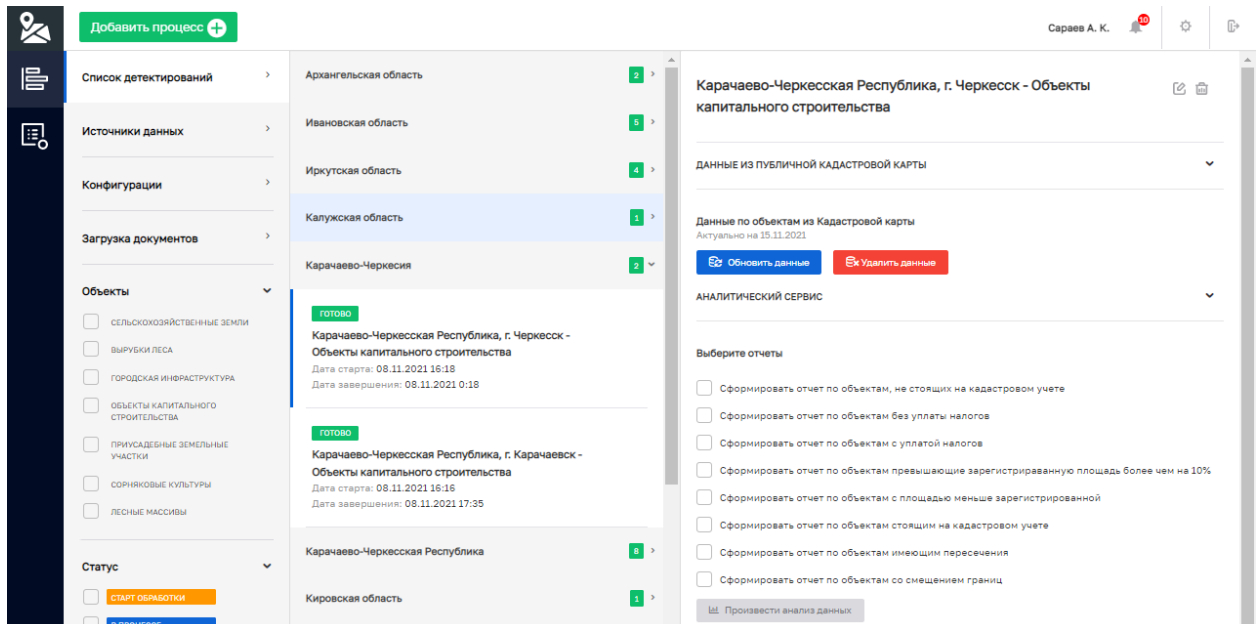 Добавить процесс
Сараев А. К.
10
Список детектирований
Источники данных
Конфигурации
Загрузка документов
Объекты
СЕЛЬСКОХОЗЯЙСТВЕННЫЕ ЗЕМЛИ
ВЫРУБКИ ЛЕСА
ГОРОДСКАЯ ИНФРАСТРУКТУРА
ОБЪЕКТЫ КАПИТАЛЬНОГО
СТРОИТЕЛЬСТВА
ПРИУСАДЕБНЫЕ ЗЕМЕЛЬНЫЕ
УЧАСТКИ
СОРНЯКОВЫЕ КУЛЬТУРЫ
ЛЕСНЫЕ МАССИВЫ
Статус
СТАРТ ОБРАБОТКИ
В ПРОЦЕССЕ
Архангельская область 2
Ивановская область 5
Иркутская область 4
Калужская область 1
Карачаево-Черкесия 2
ГОТОВО
Карачаево-Черкесская Республика, г. Черкесск -
Объекты капитального строительства
Дата старта: 08.11.2021 16:18
Дата завершения: 08.11.2021 0:18
ГОТОВО
Карачаево-Черкесская Республика, г. Карачаевск -
Объекты капитального строительства
Дата старта: 08.11.2021 16:16
Дата завершения: 08.11.2021 17:35
Карачаево-Черкесская Республика 8
Кировская область 1
Карачаево-Черкесская Республика, г. Черкесск - Объекты
капитального строительства
ДАННЫЕ ИЗ ПУБЛИЧНОЙ КАДАСТРОВОЙ КАРТЫ
Данные по объектам из Кадастровой карты
Актуально на 15.11.2021
Обновить данные
Удалить данные
АНАЛИТИЧЕСКИЙ СЕРВИС
Выберите отчеты
Сформировать отчет по объектам, не стоящих на кадастровом учете
Сформировать отчет по объектам без уплаты налогов
Сформировать отчет по объектам с уплатой налогов
Сформировать отчет по объектам превышающие зарегистрираванную площадь более чем на 10%
Сформировать отчет по объектам с площадью меньше зарегистрированной
Сформировать отчет по объектам стоящим на кадастровом учете
Сформировать отчет по объектам имеющим пересечения
Сформировать отчет по объектам со смещением границ
Произвести анализ данных